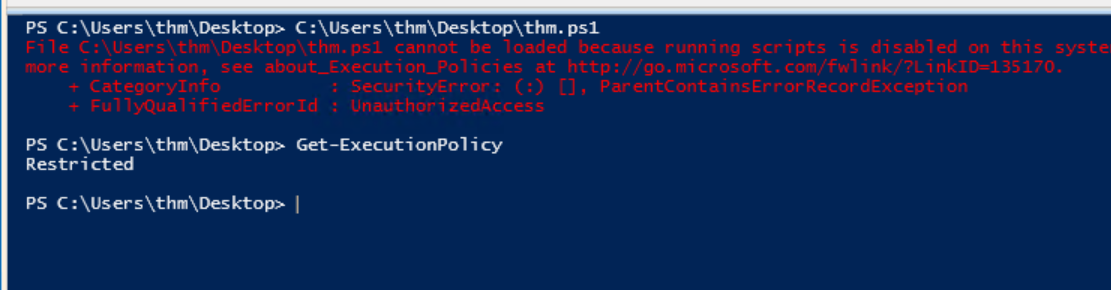 PS C:\Users\thm\Desktop> C:\Users\thm\Desktop\thm.ps1
File C:\Users\thm\Desktop\thm.ps1 cannot be loaded because running scripts is disabled on this syste
more information, see about_Execution_Policies at http://go.microsoft.com/fwlink/?LinkID=135170.
    + CategoryInfo          : SecurityError: (:) [], ParentContainsErrorRecordException
    + FullyQualifiedErrorId : UnauthorizedAccess
PS C:\Users\thm\Desktop> Get-ExecutionPolicy
Restricted
PS C:\Users\thm\Desktop>